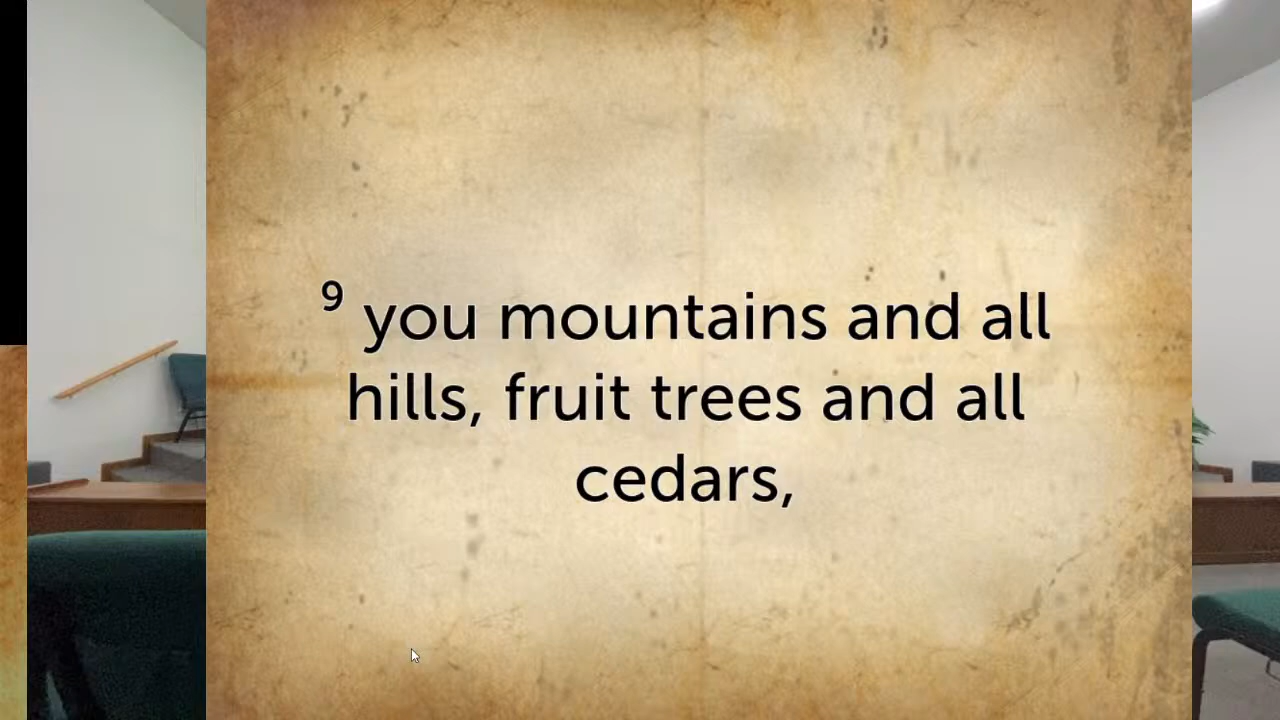 ⁹ you mountains and all
hills, fruit trees and all
cedars,